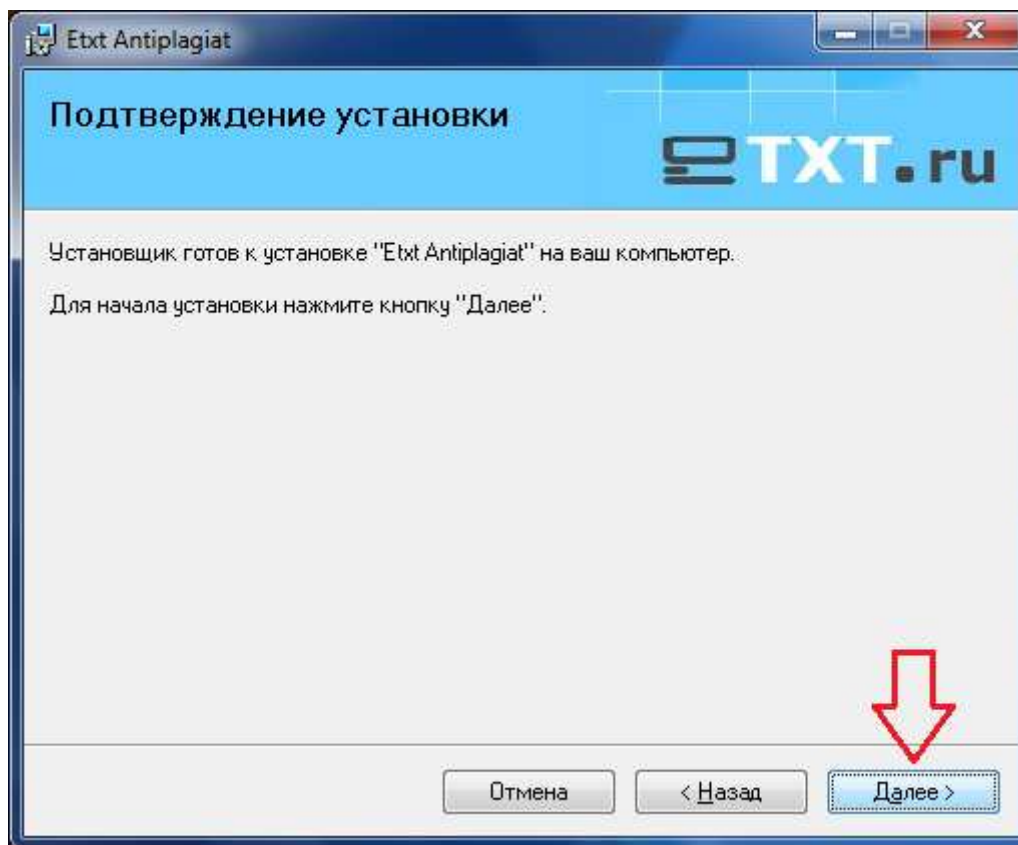 Etxt Antiplagiat
Подтверждение установки
eTXT.ru
Установщик готов к установке "Etxt Antiplagiat" на ваш компьютер.
Для начала установки нажмите кнопку "Далее".
Отмена
< Назад
Далее >